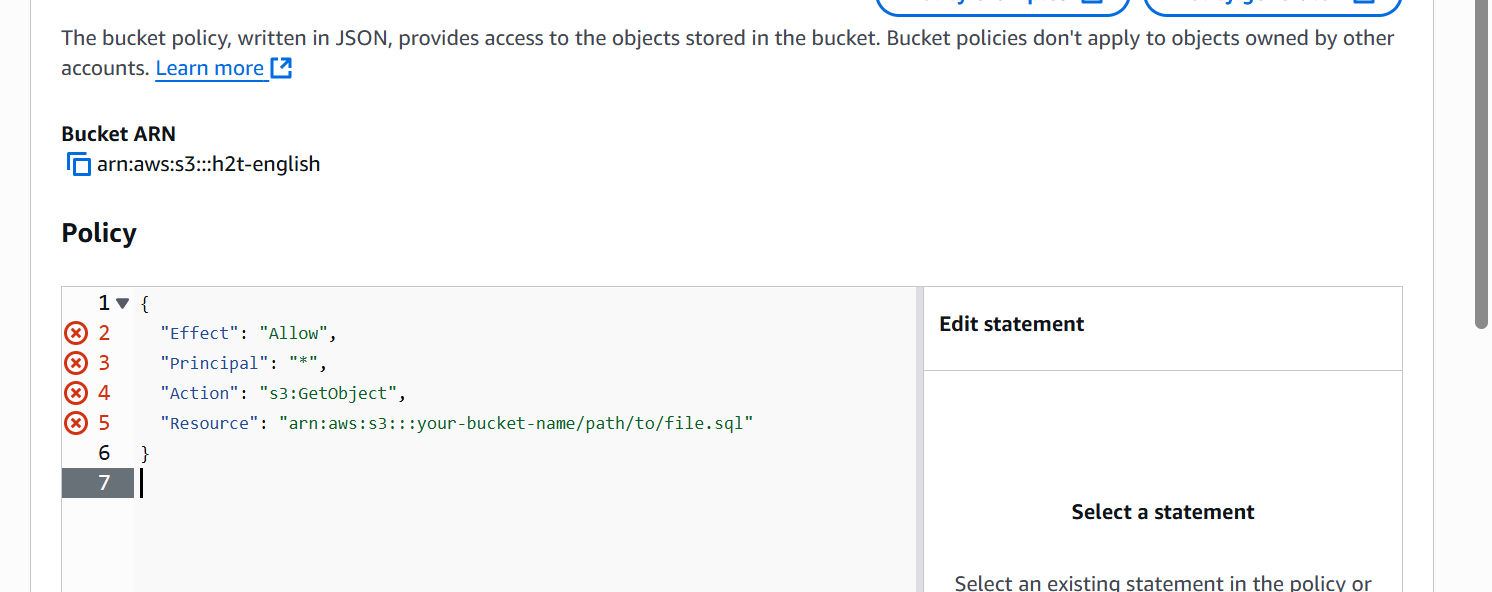 The bucket policy, written in JSON, provides access to the objects stored in the bucket. Bucket policies don't apply to objects owned by other
accounts. Learn more
Bucket ARN
arn:aws:s3:::h2t-english
Policy
1 {
2 "Effect": "Allow",
3 "Principal": "*",
4 "Action": "s3:GetObject",
5 "Resource": "arn:aws:s3:::your-bucket-name/path/to/file.sql"
6 }
7
Edit statement
Select a statement
Select an existing statement in the policy or